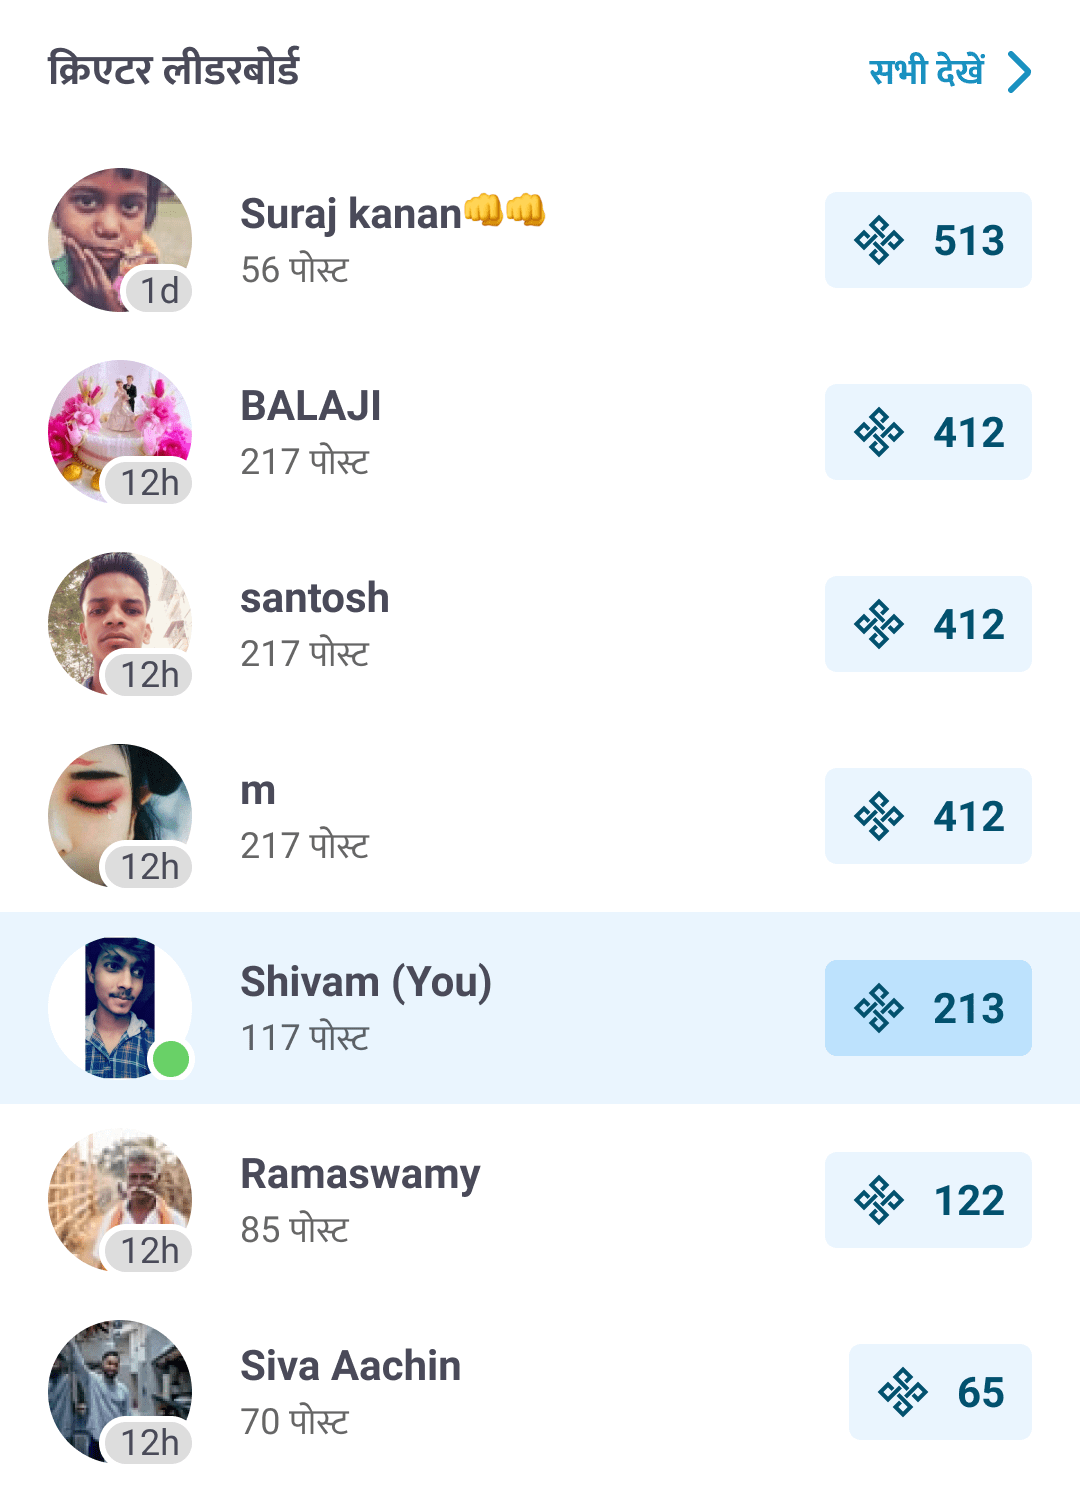 क्रिएटर लीडरबोर्ड
सभी देखें
Suraj kanan👊👊
56 पोस्ट
1d
513
BALAJI
217 पोस्ट
12h
412
santosh
217 पोस्ट
12h
412
m
217 पोस्ट
12h
412
Shivam (You)
117 पोस्ट
213
Ramaswamy
85 पोस्ट
12h
122
Siva Aachin
70 पोस्ट
12h
65